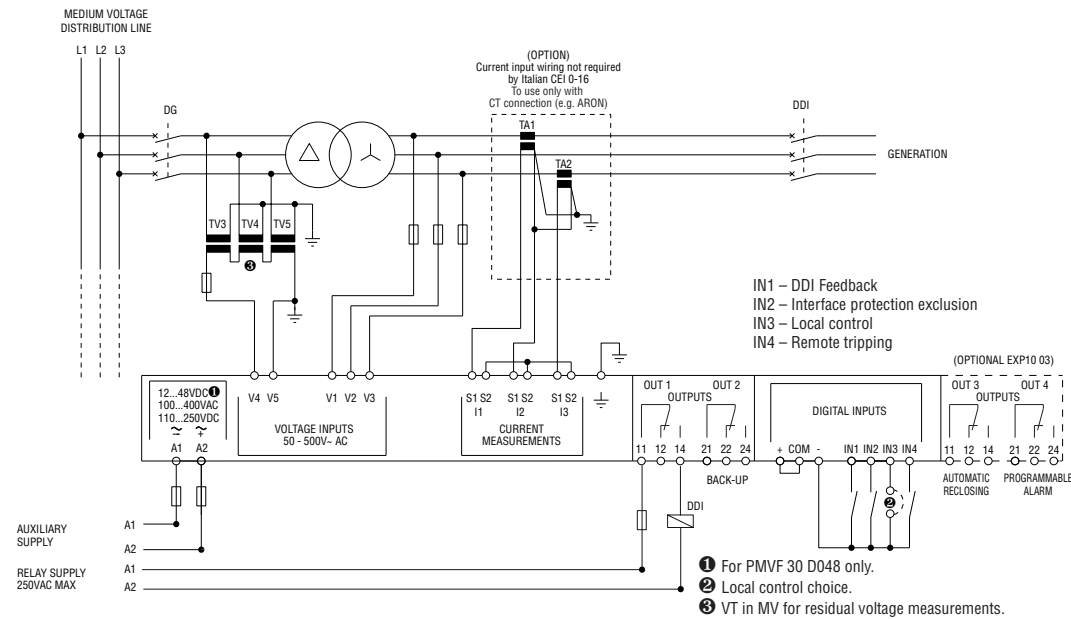 MEDIUM VOLTAGE
DISTRIBUTION LINE
L1 L2 L3
DG
(OPTION)
Current input wiring not required
by Italian CEI 0-16
To use only with
CT connection (e.g. ARON)
TA1
TA2
DDI
GENERATION
TV3 TV4 TV5
❸
IN1 – DDI Feedback
IN2 – Interface protection exclusion
IN3 – Local control
IN4 – Remote tripping
(OPTIONAL EXP10 03)
12...48VDC❶
100...400VAC
110...250VDC
~ ~
– +
A1 A2
V4 V5 V1 V2 V3
VOLTAGE INPUTS
50 - 500V~ AC
S1 S2 S1 S2 S1 S2
I1 I2 I3
CURRENT
MEASUREMENTS
OUT 1 OUT 2
OUTPUTS
11 12 14 21 22 24
BACK-UP
DIGITAL INPUTS
+ COM - IN1 IN2 IN3 IN4
❷
OUT 3 OUT 4
OUTPUTS
11 12 14 21 22 24
AUTOMATIC
RECLOSING
PROGRAMMABLE
ALARM
DDI
AUXILIARY
SUPPLY
A1
A2
RELAY SUPPLY
250VAC MAX
A1
A2
❶ For PMVF 30 D048 only.
❷ Local control choice.
❸ VT in MV for residual voltage measurements.